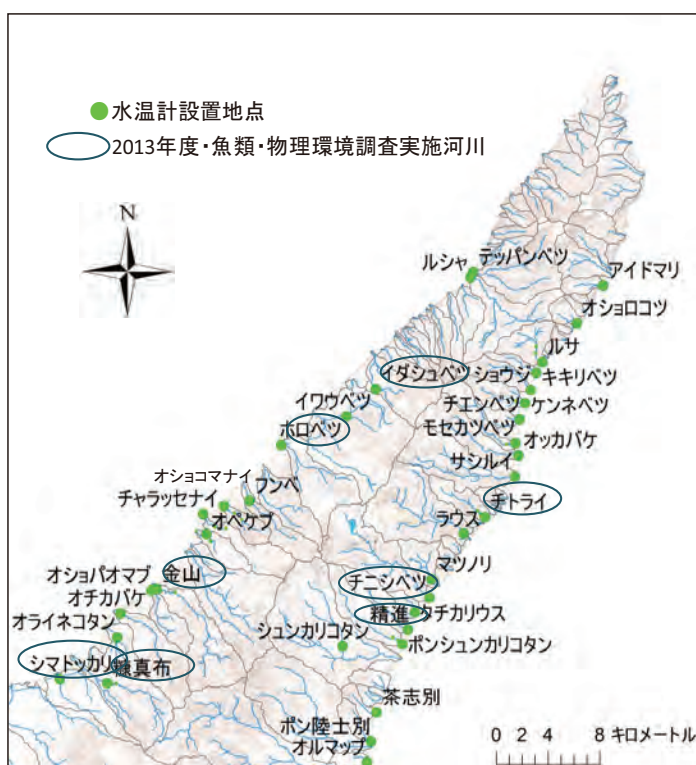 水温計設置地点
2013年度・魚類・物理環境調査実施河川
N
ルシャ
テッパンベツ
アイドマリ
オショロコツ
ルサ
イダシュベツ
ショウジ
キキリベツ
イワウベツ
チエンベツ
ケンネベツ
ホロベツ
モセカツベツ
オッカバケ
サシルイ
オショコマナイ
フンベ
チャラッセナイ
チトライ
オペケプ
ラウス
マツノリ
オショパオマブ
金山
チニシベツ
オチカバケ
精進
タチカリウス
オライネコタン
シュンカリコタン
ポンシュンカリコタン
シマトッカリ
糠真布
茶志別
ポン陸士別
オルマップ
0 2 4 8 キロメートル